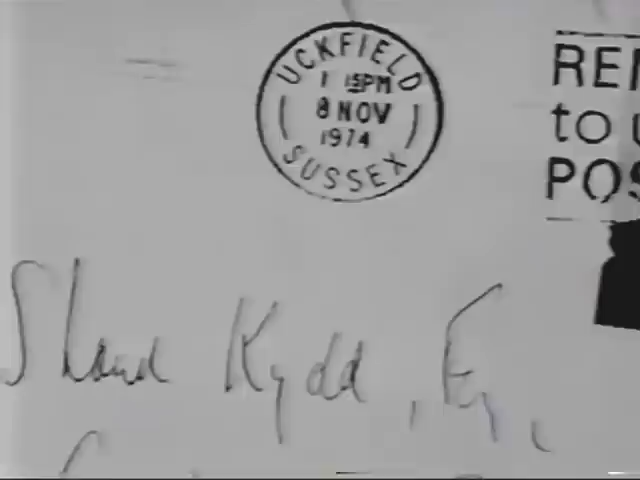 UCKFIELD
1 15PM
8 NOV
1974
SUSSEX
REM
to u
POS
Shand Kydd, Esq,